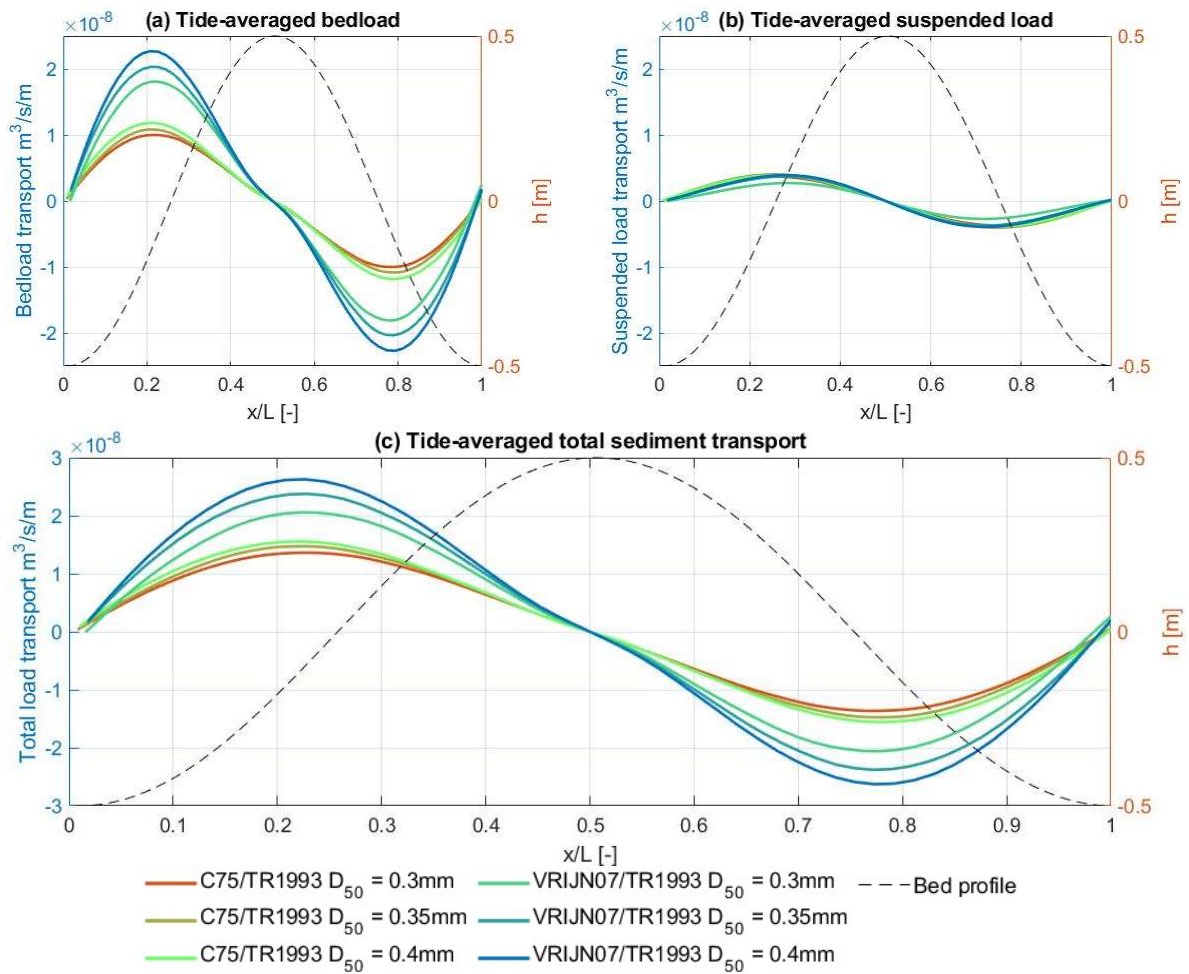 (a) Tide-averaged bedload
(b) Tide-averaged suspended load
×10⁻⁸
2
1
0
-1
-2
Bedload transport m³/s/m
0.5
0
-0.5
h [m]
0 0.2 0.4 0.6 0.8 1
x/L [-]
×10⁻⁸
2
1
0
-1
-2
Suspended load transport m³/s/m
0.5
0
-0.5
h [m]
0 0.2 0.4 0.6 0.8 1
x/L [-]
(c) Tide-averaged total sediment transport
×10⁻⁸
3
2
1
0
-1
-2
-3
Total load transport m³/s/m
0.5
0
-0.5
h [m]
0 0.1 0.2 0.3 0.4 0.5 0.6 0.7 0.8 0.9 1
x/L [-]
C75/TR1993 D₅₀ = 0.3mm VRIJN07/TR1993 D₅₀ = 0.3mm Bed profile
C75/TR1993 D₅₀ = 0.35mm VRIJN07/TR1993 D₅₀ = 0.35mm
C75/TR1993 D₅₀ = 0.4mm VRIJN07/TR1993 D₅₀ = 0.4mm